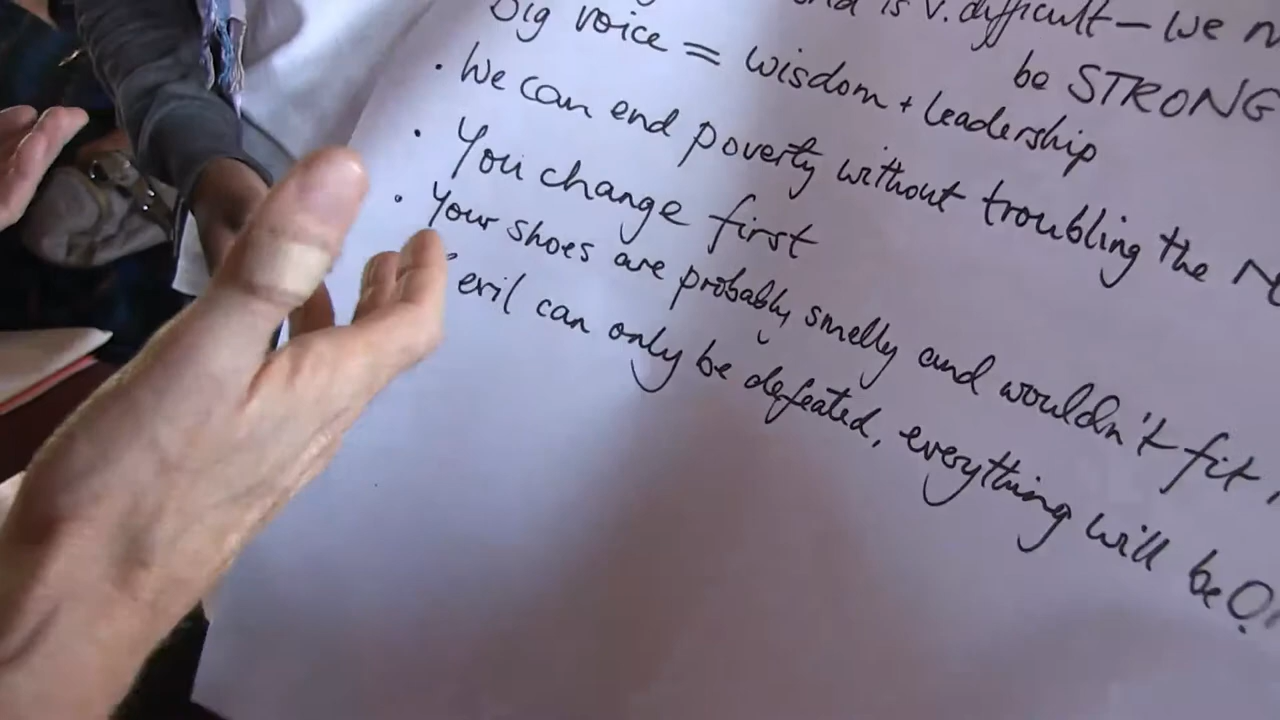 is v. difficult — we
be STRONG
Big voice = wisdom + leadership
• We can end poverty without troubling the
• You change first
• Your shoes are probably smelly and wouldn't fit
evil can only be defeated, everything will be